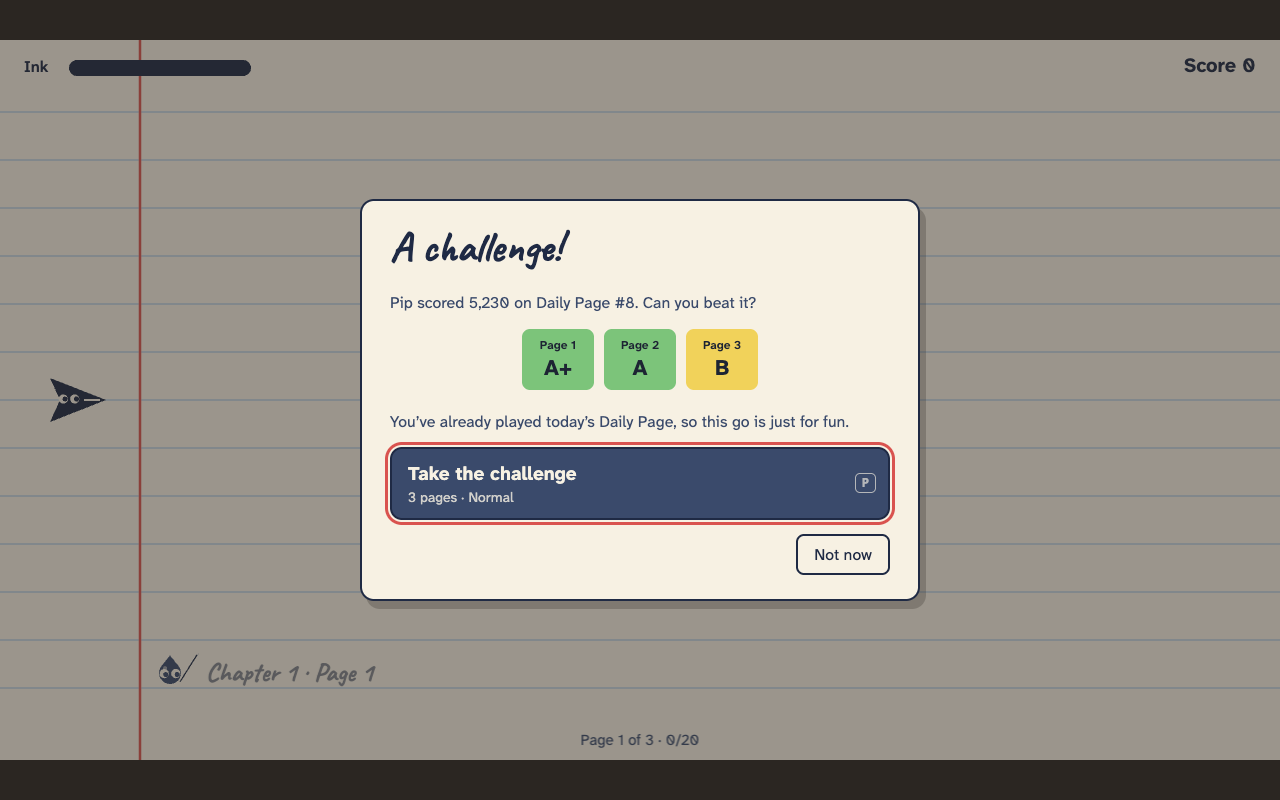 Ink
Score 0
A challenge!
Pip scored 5,230 on Daily Page #8. Can you beat it?
Page 1
A+
Page 2
A
Page 3
B
You’ve already played today’s Daily Page, so this go is just for fun.
Take the challenge
P
3 pages · Normal
Not now
Chapter 1 · Page 1
Page 1 of 3 · 0/20